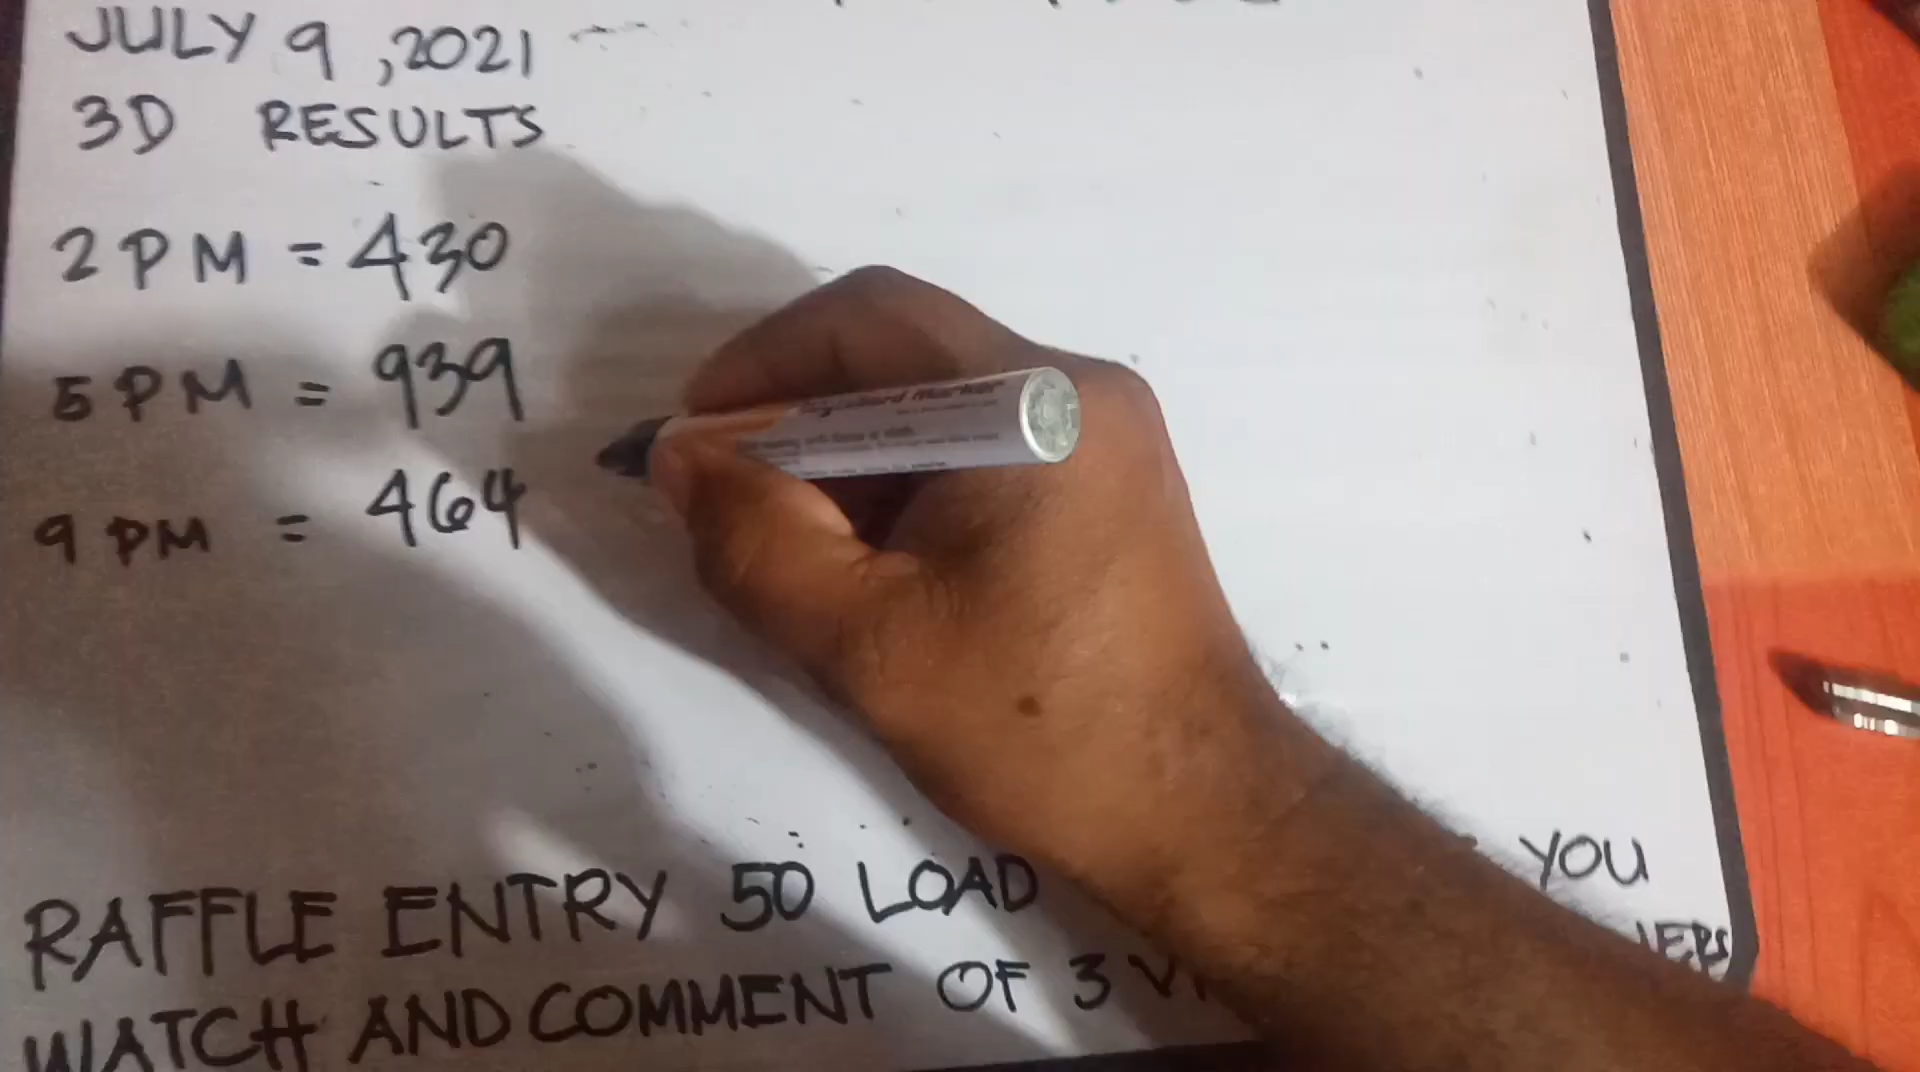 JULY 9, 2021
3D RESULTS
2 PM = 430
5 PM = 939
9 PM = 464
YOU
RAFFLE ENTRY 50 LOAD
WATCH AND COMMENT OF 3